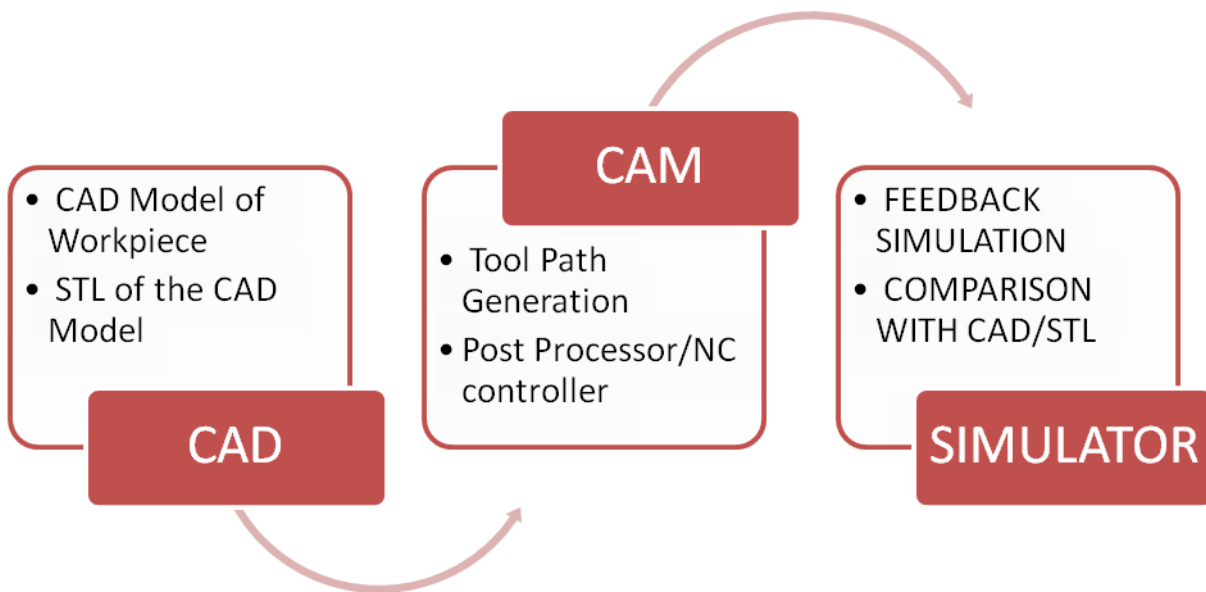 • CAD Model of
Workpiece
• STL of the CAD
Model
CAD
CAM
• Tool Path
Generation
• Post Processor/NC
controller
• FEEDBACK
SIMULATION
• COMPARISON
WITH CAD/STL
SIMULATOR